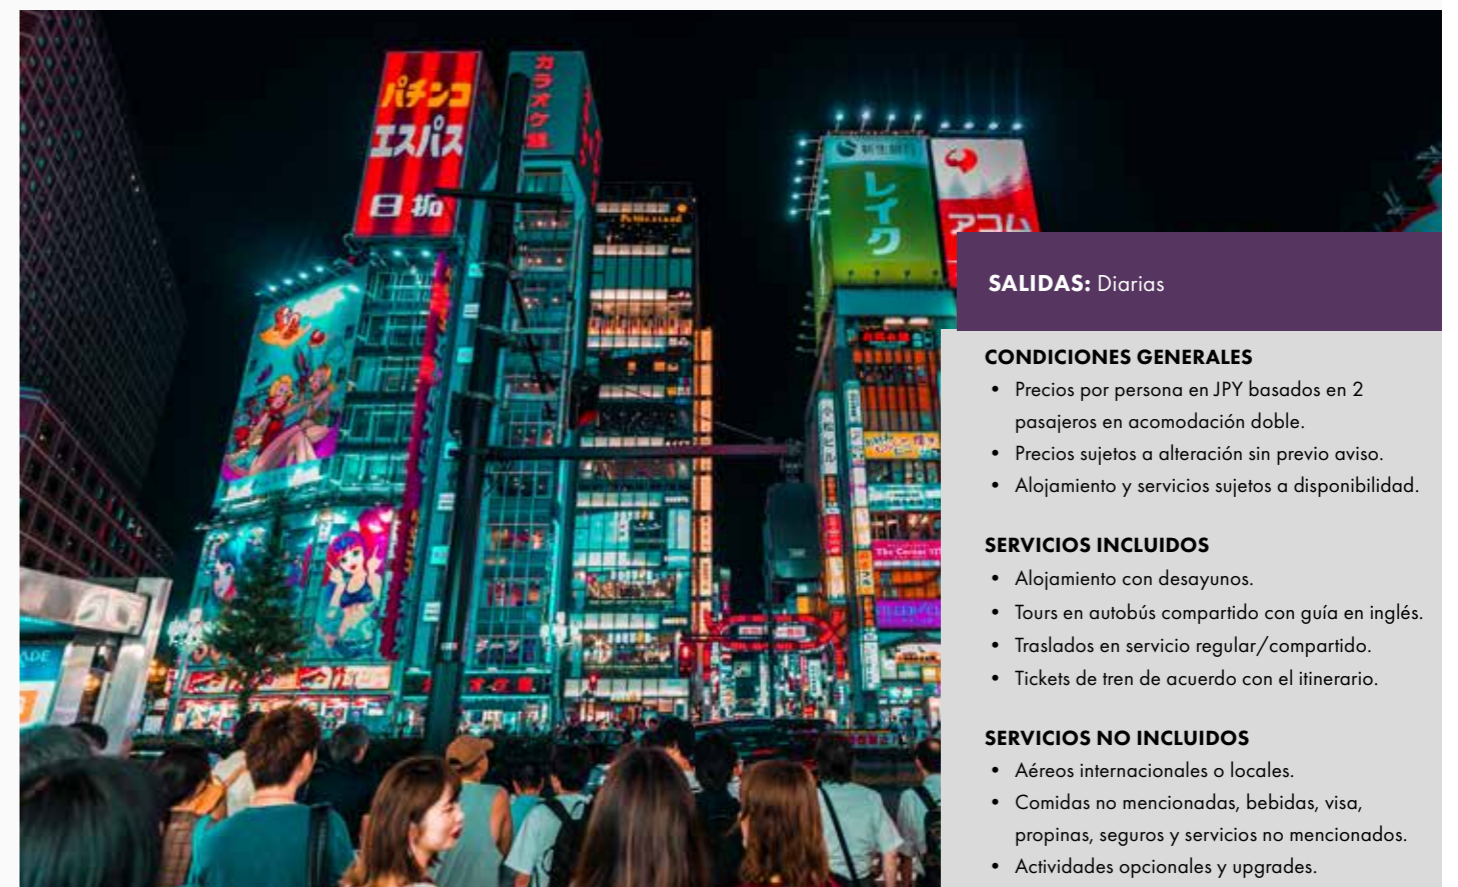 パチンコ
エスパス
日拓
カラオケ館
新生銀行
レイク
アコム
SALIDAS: Diarias
CONDICIONES GENERALES
• Precios por persona en JPY basados en 2
pasajeros en acomodación doble.
• Precios sujetos a alteración sin previo aviso.
• Alojamiento y servicios sujetos a disponibilidad.
SERVICIOS INCLUIDOS
• Alojamiento con desayunos.
• Tours en autobús compartido con guía en inglés.
• Traslados en servicio regular/compartido.
• Tickets de tren de acuerdo con el itinerario.
SERVICIOS NO INCLUIDOS
• Aéreos internacionales o locales.
• Comidas no mencionadas, bebidas, visa,
propinas, seguros y servicios no mencionados.
• Actividades opcionales y upgrades.